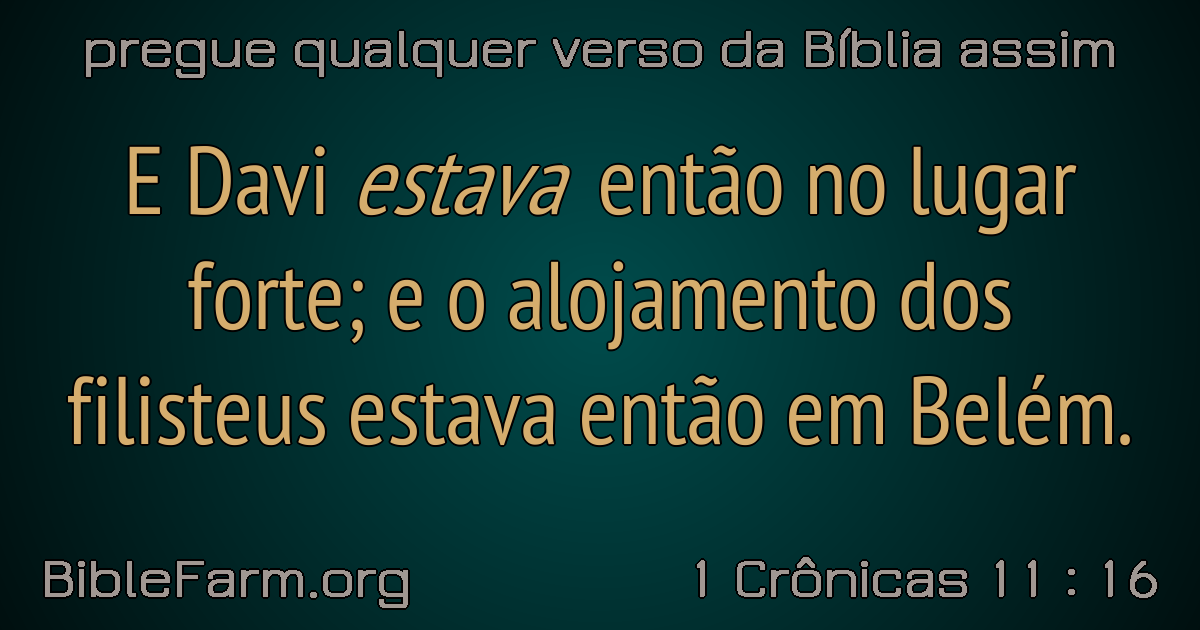 pregue qualquer verso da Bíblia assim
E Davi estava então no lugar
forte; e o alojamento dos
filisteus estava então em Belém.
BibleFarm.org
1 Crônicas 11 : 16